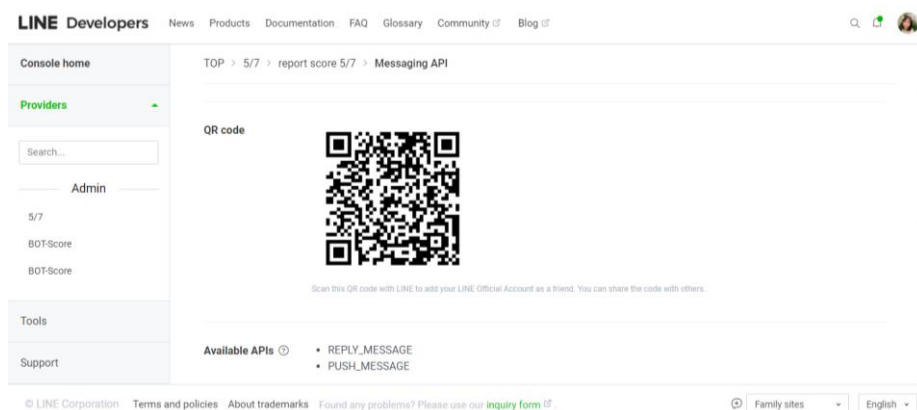 LINE Developers News Products Documentation FAQ Glossary Community Blog
Console home
TOP > 5/7 > report score 5/7 > Messaging API
Providers
QR code
Search...
Admin
5/7
BOT-Score
BOT-Score
Scan this QR code with LINE to add your LINE Official Account as a friend. You can share the code with others.
Tools
Available APIs
• REPLY_MESSAGE
• PUSH_MESSAGE
Support
© LINE Corporation Terms and policies About trademarks Found any problems? Please use our inquiry form. Family sites English